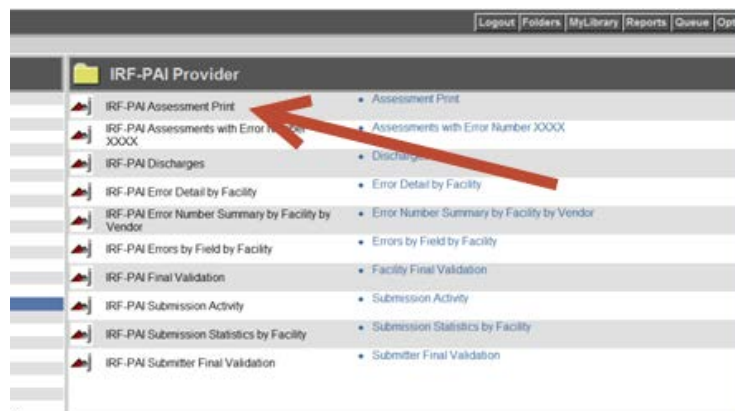 Logout Folders MyLibrary Reports Queue Opt
IRF-PAI Provider
IRF-PAI Assessment Print • Assessment Print
IRF-PAI Assessments with Error Number • Assessments with Error Number XXXX
XXXX
IRF-PAI Discharges • Discharges
IRF-PAI Error Detail by Facility • Error Detail by Facility
IRF-PAI Error Number Summary by Facility by • Error Number Summary by Facility by Vendor
Vendor
IRF-PAI Errors by Field by Facility • Errors by Field by Facility
IRF-PAI Final Validation • Facility Final Validation
IRF-PAI Submission Activity • Submission Activity
IRF-PAI Submission Statistics by Facility • Submission Statistics by Facility
IRF-PAI Submitter Final Validation • Submitter Final Validation